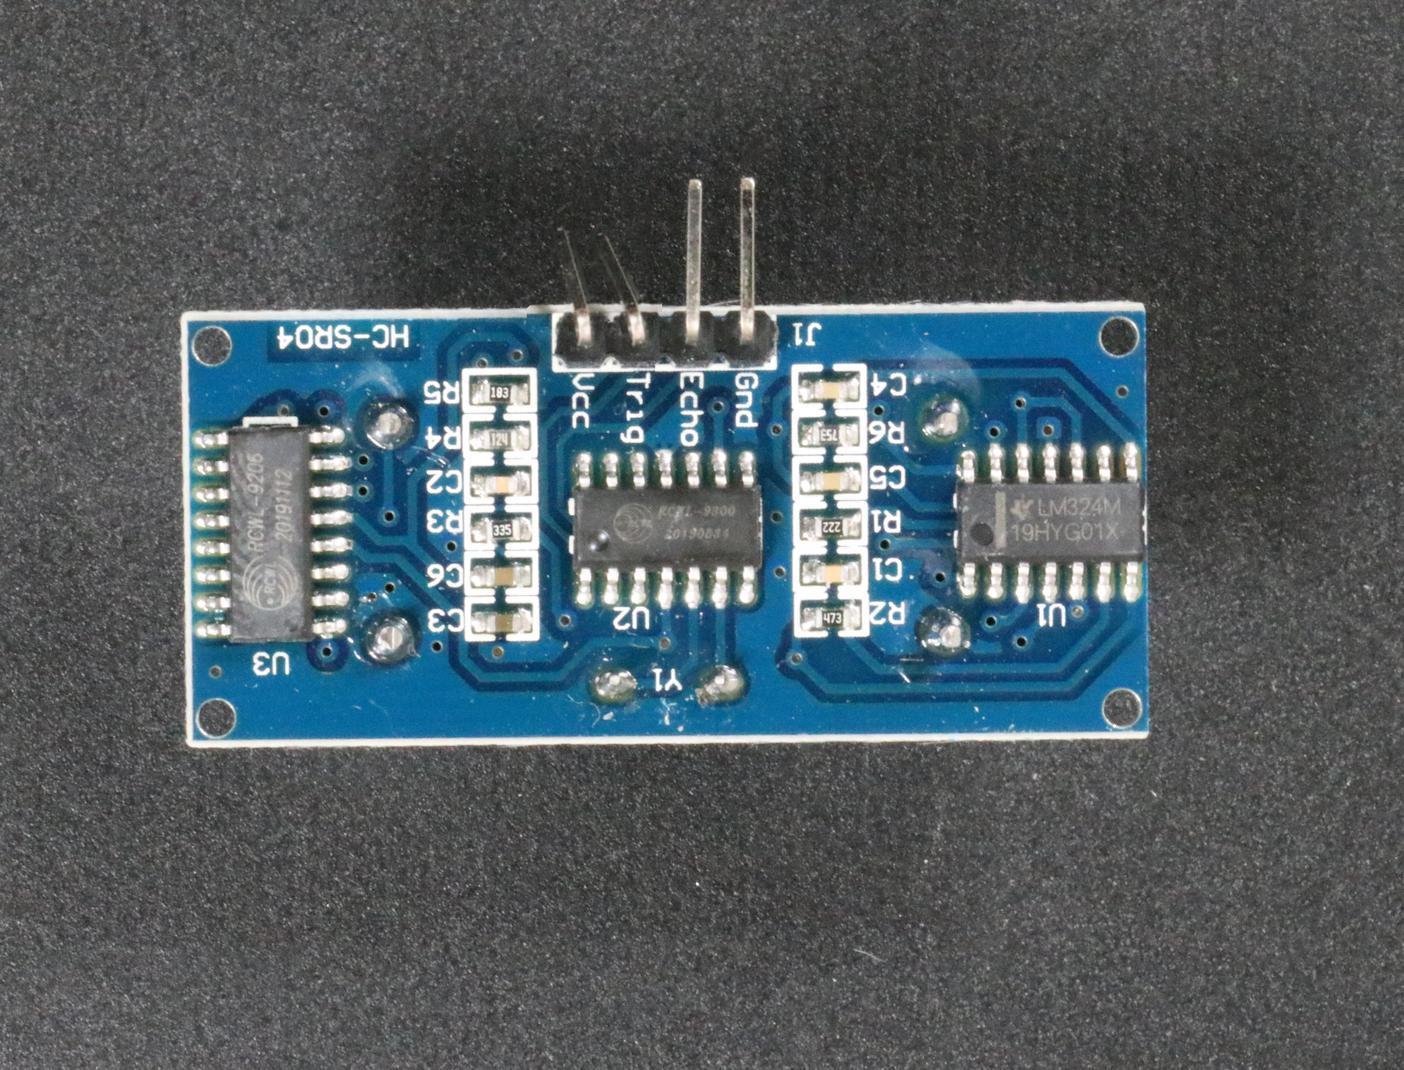 HC-SR04
J1
Vcc
Trig
Echo
Gnd
R5
183
R4
124
C2
R3
335
C6
C3
C4
R6
753
C5
R1
222
C1
R2
473
RCWL-9206
20191112
RCWL
U3
RCWL-9300
U2
Y1
LM324M
19HYG01X
U1